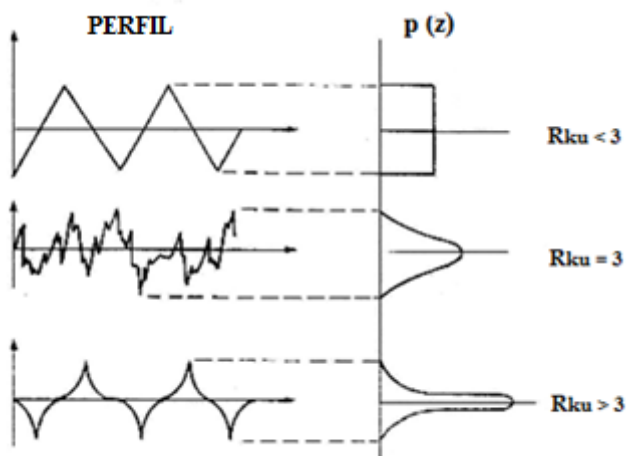 PERFIL
p (z)
Rku < 3
Rku = 3
Rku > 3